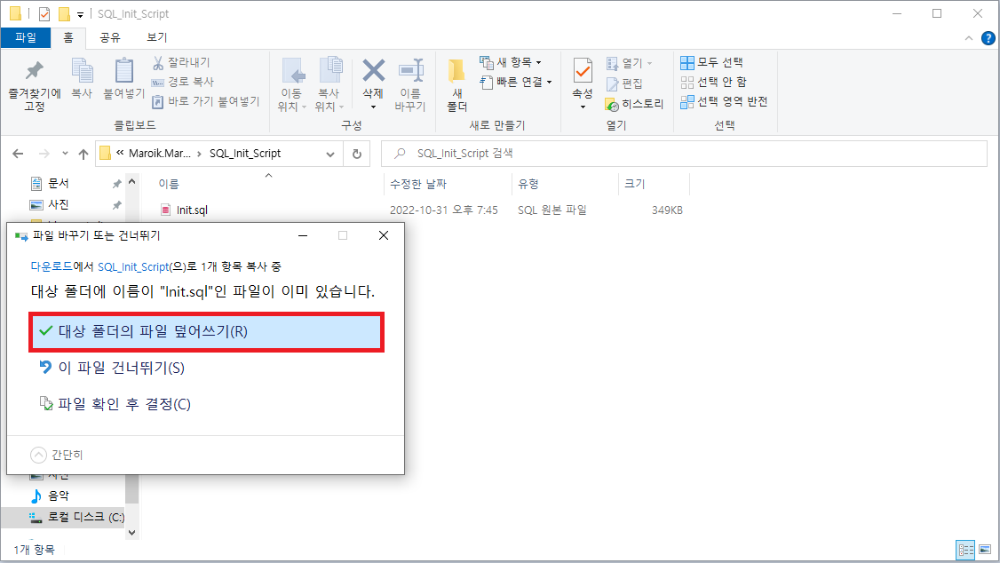 SQL_Init_Script
파일 홈 공유 보기
즐겨찾기에 고정
복사
붙여넣기
잘라내기
경로 복사
바로 가기 붙여넣기
클립보드
이동 위치
복사 위치
삭제
이름 바꾸기
구성
새 폴더
새 항목
빠른 연결
새로 만들기
속성
열기
편집
히스토리
열기
모두 선택
선택 안 함
선택 영역 반전
선택
« Maroik.Mar... › SQL_Init_Script
SQL_Init_Script 검색
문서
사진
이름 수정한 날짜 유형 크기
Init.sql 2022-10-31 오후 7:45 SQL 원본 파일 349KB
파일 바꾸기 또는 건너뛰기
다운로드에서 SQL_Init_Script(으)로 1개 항목 복사 중
대상 폴더에 이름이 "Init.sql"인 파일이 이미 있습니다.
대상 폴더의 파일 덮어쓰기(R)
이 파일 건너뛰기(S)
파일 확인 후 결정(C)
간단히
음악
로컬 디스크 (C:)
1개 항목